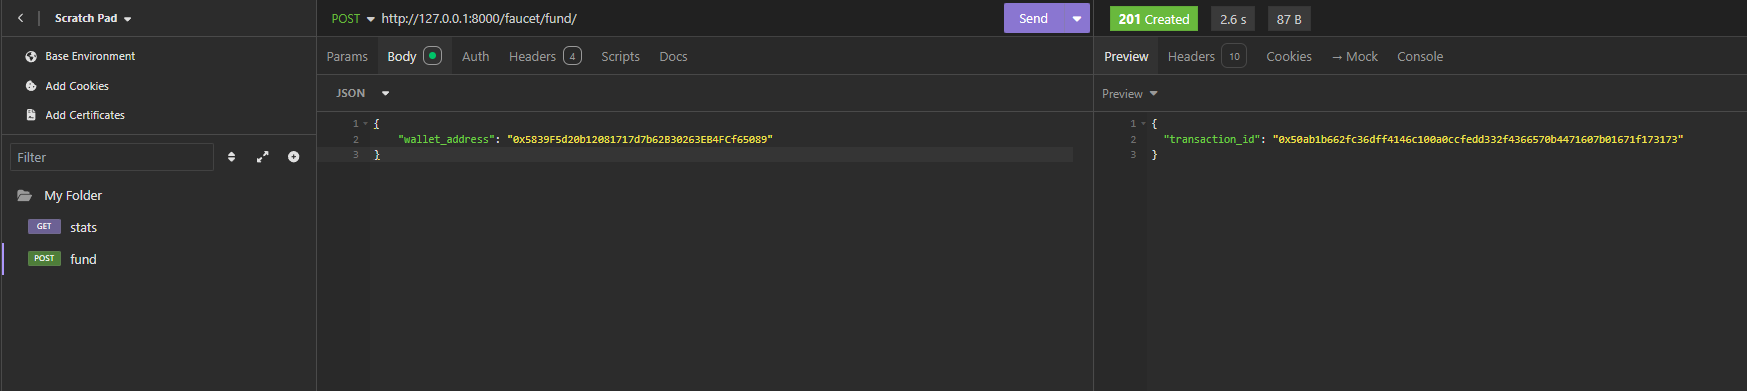 Scratch Pad
Base Environment
Add Cookies
Add Certificates
Filter
My Folder
GET stats
POST fund
POST http://127.0.0.1:8000/faucet/fund/ Send
Params Body Auth Headers 4 Scripts Docs
JSON
1 {
2 "wallet_address": "0x5839F5d20b12081717d7b62B30263EB4FCf65089"
3 }
201 Created 2.6 s 87 B
Preview Headers 10 Cookies → Mock Console
Preview
1 {
2 "transaction_id": "0x50ab1b662fc36dff4146c100a0ccfedd332f4366570b4471607b01671f173173"
3 }